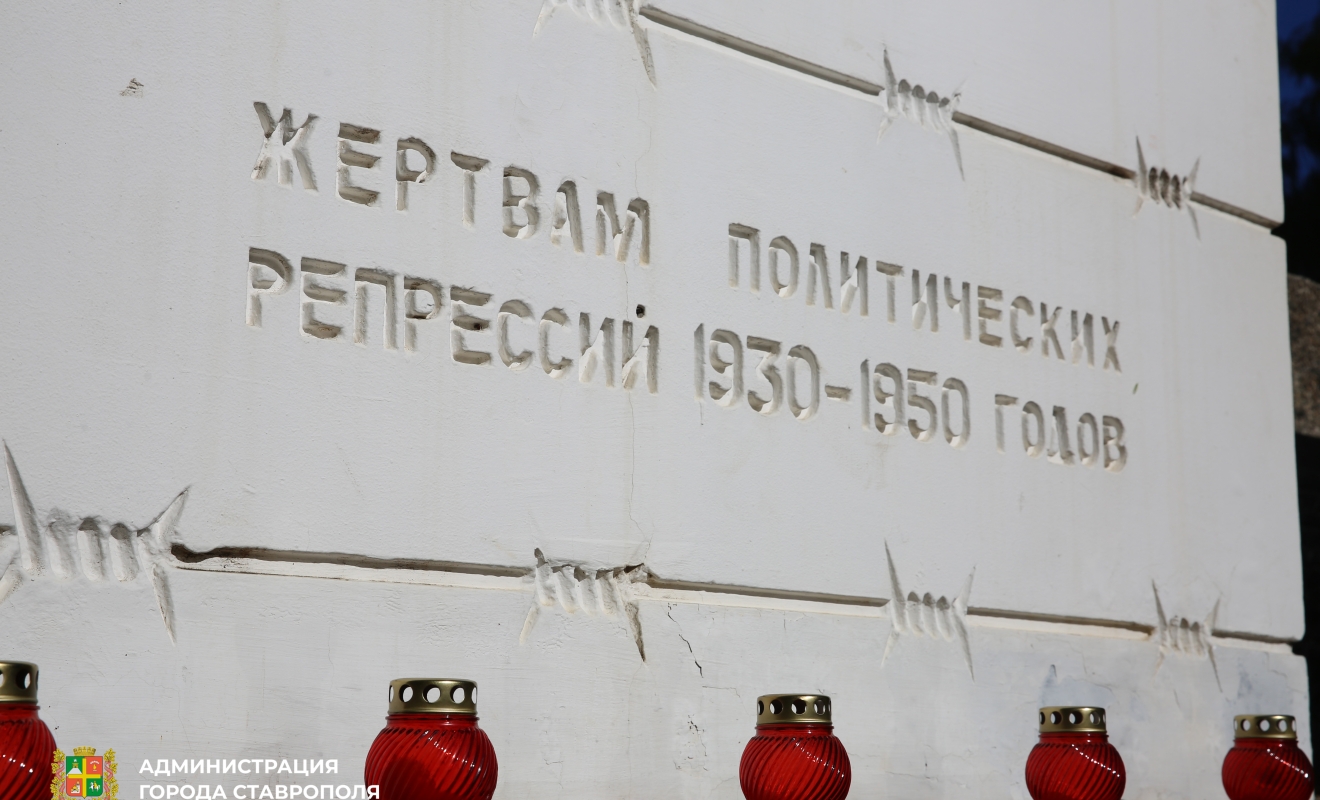 ЖЕРТВАМ ПОЛИТИЧЕСКИХ
РЕПРЕССИЙ 1930-1950 ГОДОВ
АДМИНИСТРАЦИЯ
ГОРОДА СТАВРОПОЛЯ